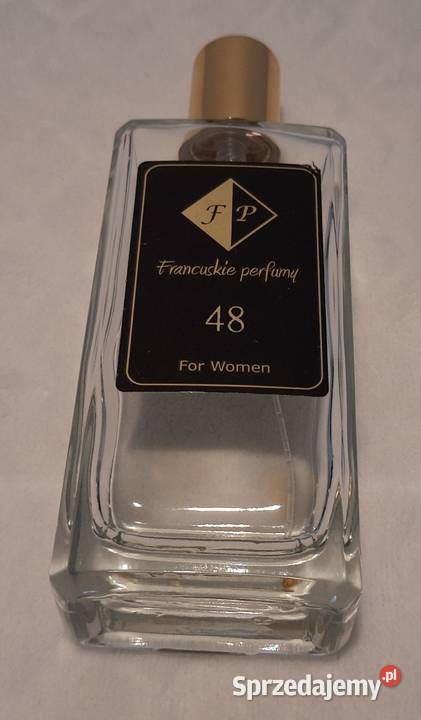 F P
Francuskie perfumy
48
For Women
Sprzedajemy.pl